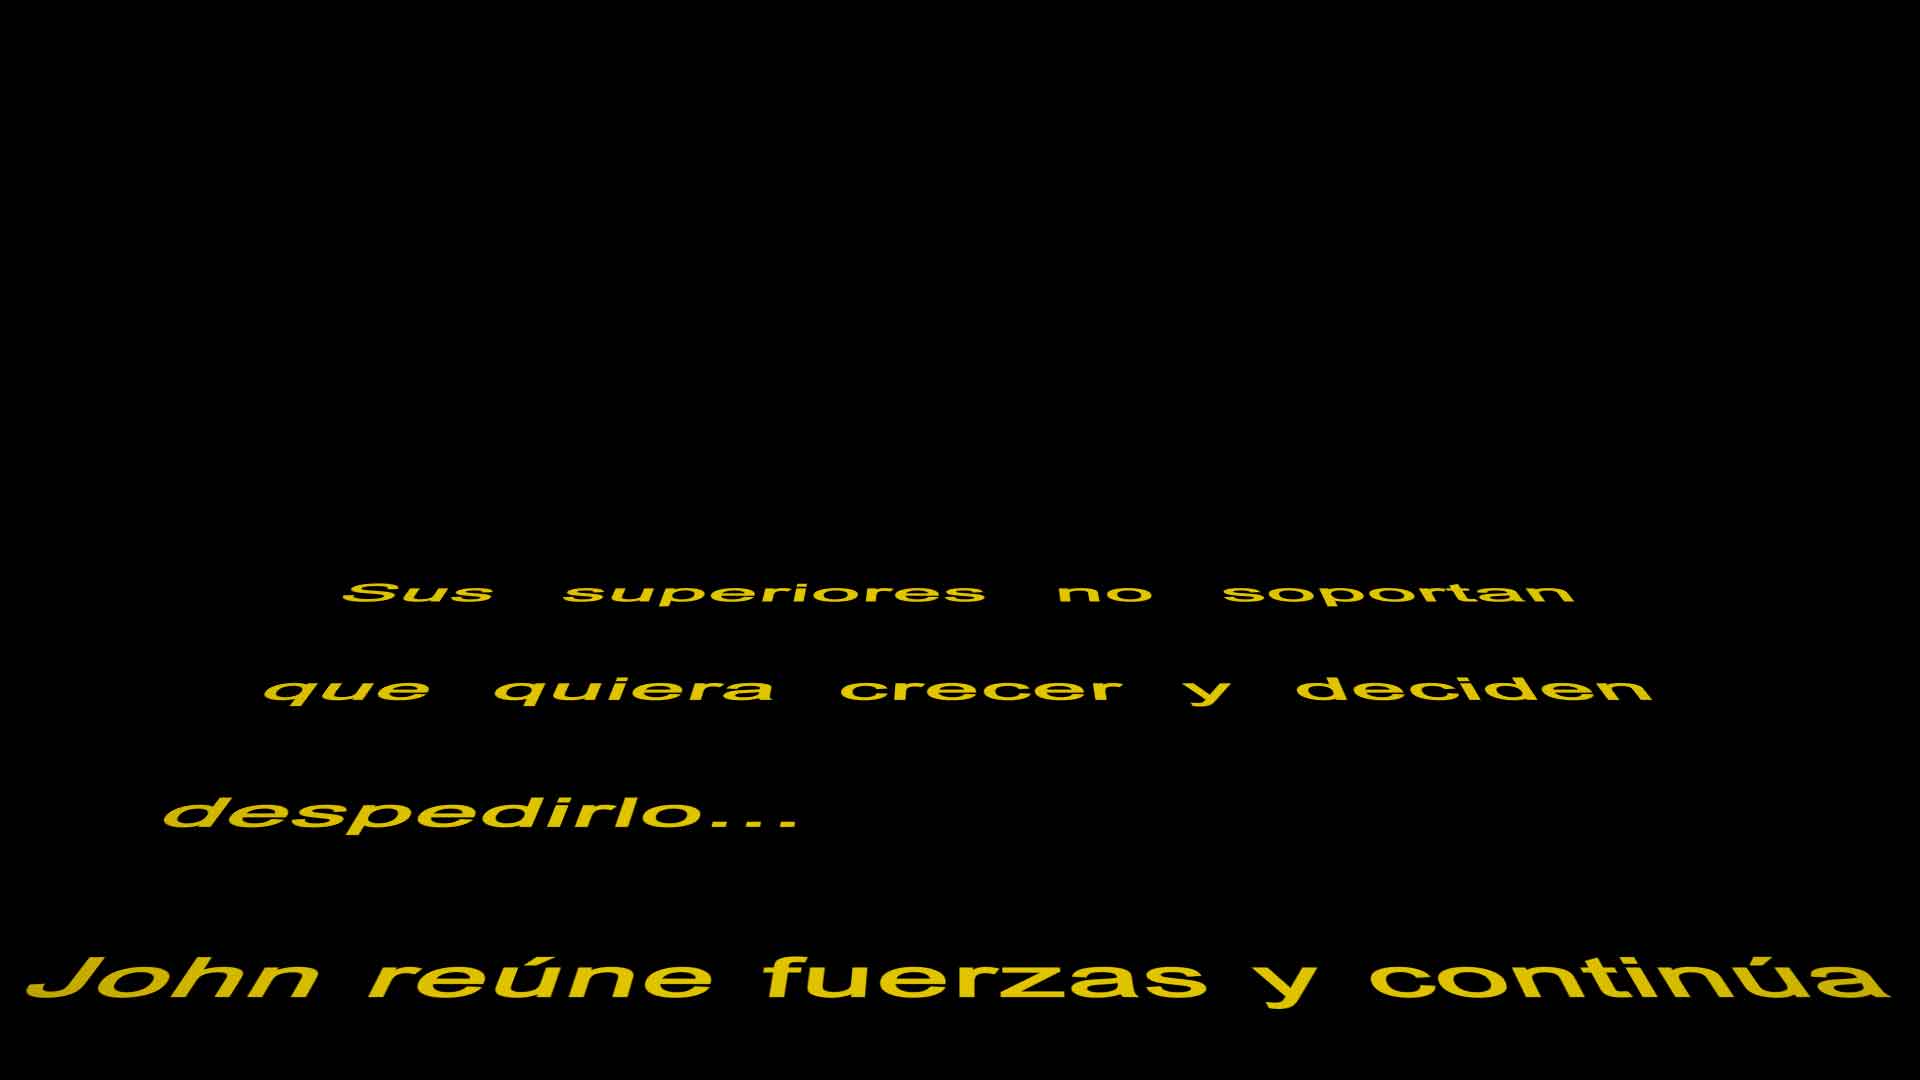 Sus superiores no soportan
que quiera crecer y deciden
despedirlo...
John reúne fuerzas y continúa